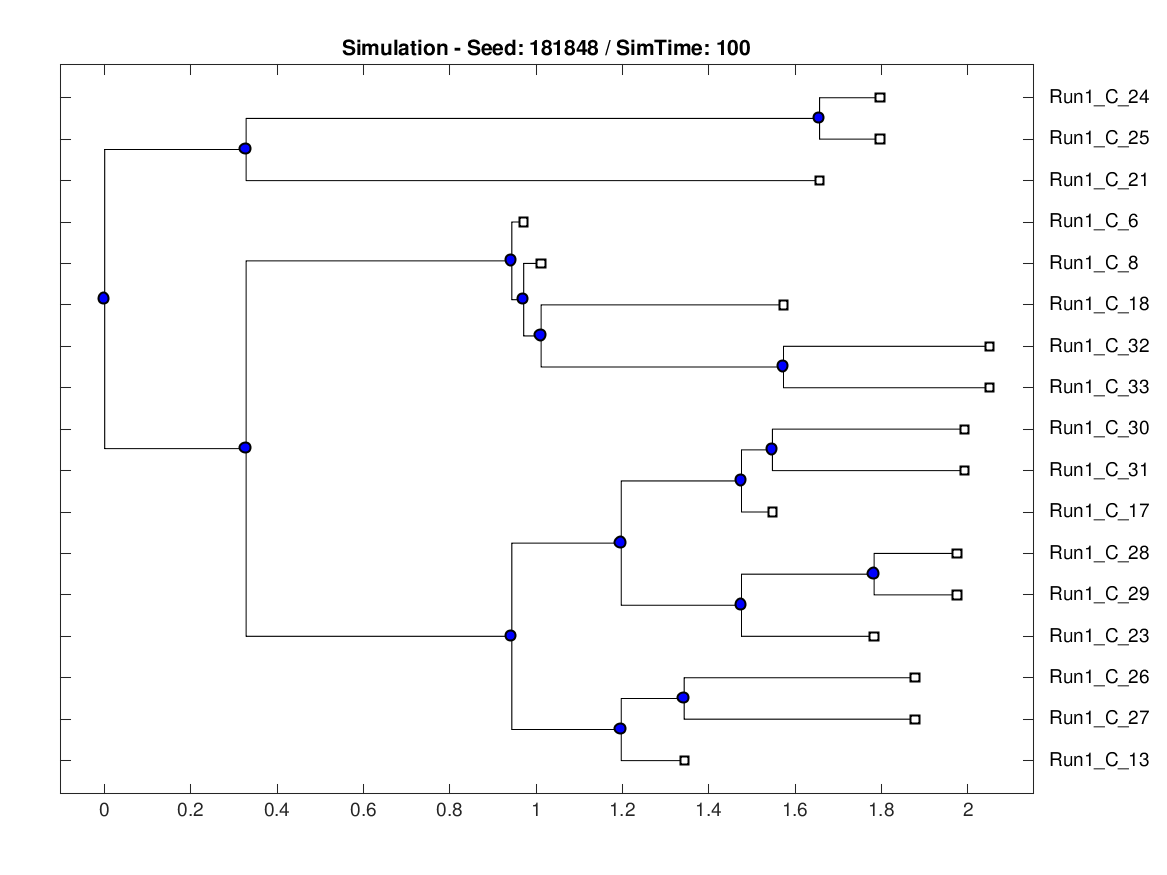 Simulation - Seed: 181848 / SimTime: 100
Run1_C_24
Run1_C_25
Run1_C_21
Run1_C_6
Run1_C_8
Run1_C_18
Run1_C_32
Run1_C_33
Run1_C_30
Run1_C_31
Run1_C_17
Run1_C_28
Run1_C_29
Run1_C_23
Run1_C_26
Run1_C_27
Run1_C_13
0 0.2 0.4 0.6 0.8 1 1.2 1.4 1.6 1.8 2